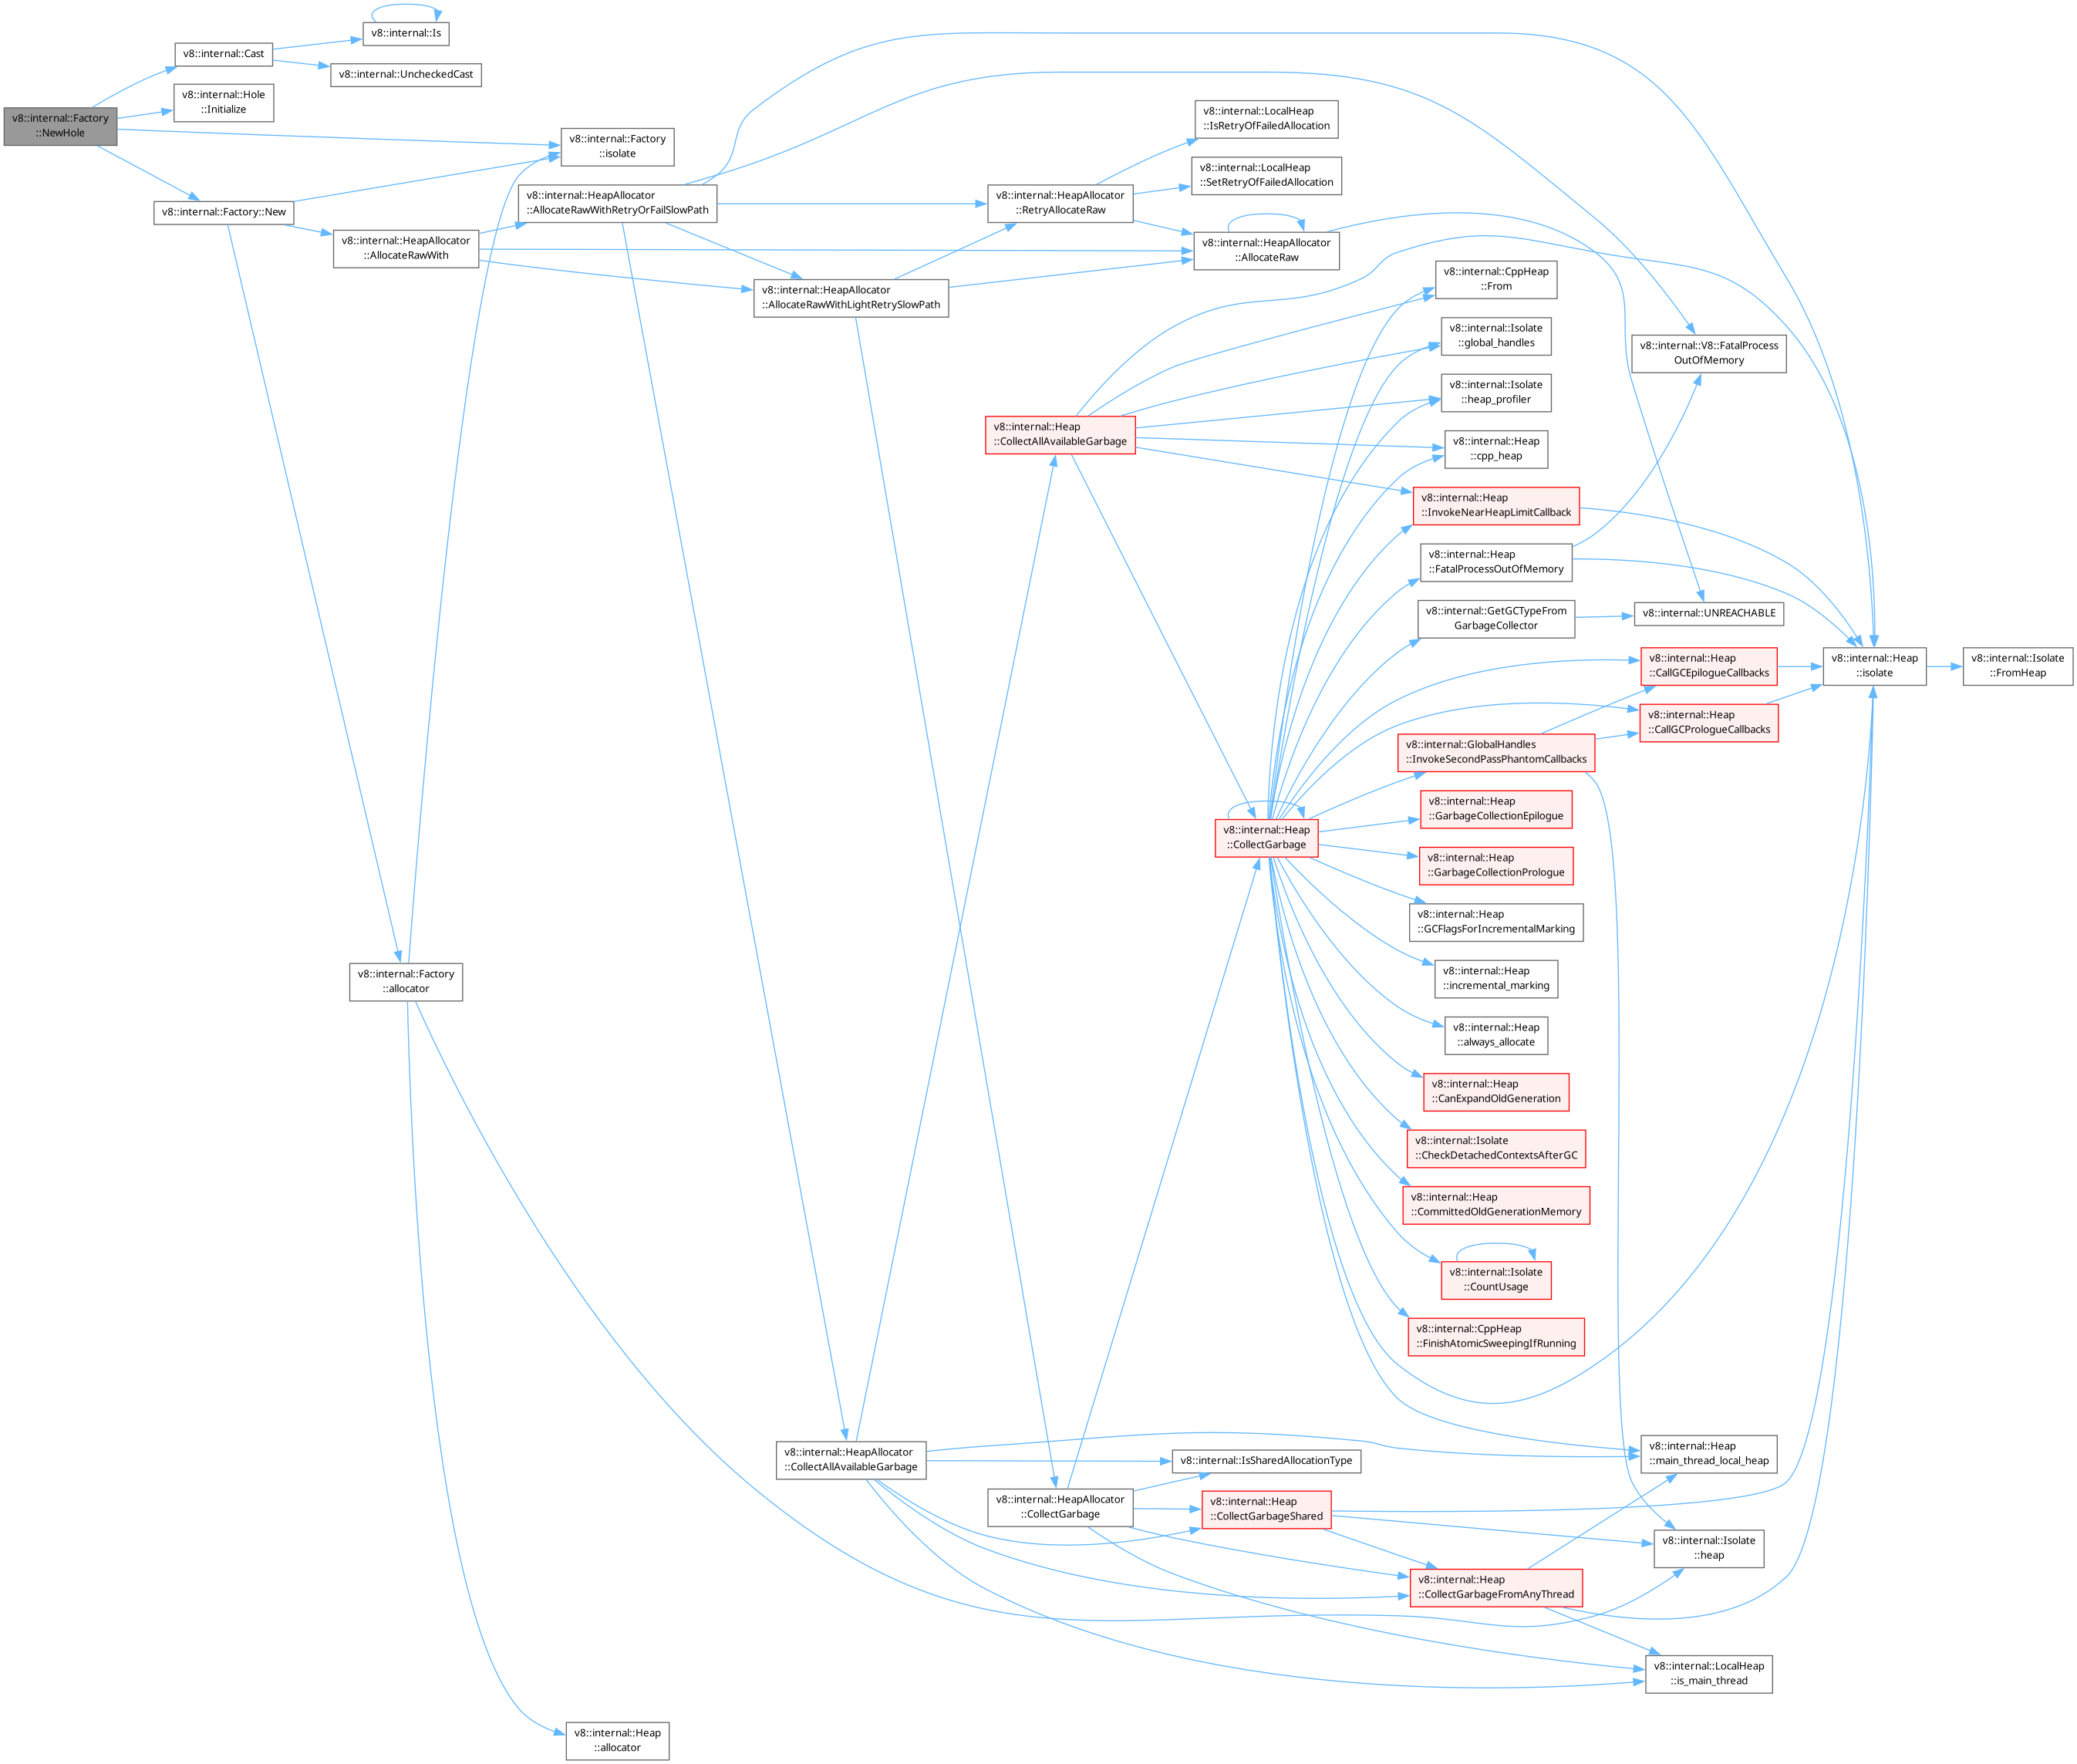 v8::internal::Is
v8::internal::Cast
v8::internal::UncheckedCast
v8::internal::Hole
::Initialize
v8::internal::Factory
::NewHole
v8::internal::Factory
::isolate
v8::internal::Factory::New
v8::internal::HeapAllocator
::AllocateRawWith
v8::internal::HeapAllocator
::AllocateRawWithRetryOrFailSlowPath
v8::internal::HeapAllocator
::AllocateRawWithLightRetrySlowPath
v8::internal::LocalHeap
::IsRetryOfFailedAllocation
v8::internal::LocalHeap
::SetRetryOfFailedAllocation
v8::internal::HeapAllocator
::RetryAllocateRaw
v8::internal::HeapAllocator
::AllocateRaw
v8::internal::CppHeap
::From
v8::internal::Isolate
::global_handles
v8::internal::V8::FatalProcess
OutOfMemory
v8::internal::Isolate
::heap_profiler
v8::internal::Heap
::CollectAllAvailableGarbage
v8::internal::Heap
::cpp_heap
v8::internal::Heap
::InvokeNearHeapLimitCallback
v8::internal::Heap
::FatalProcessOutOfMemory
v8::internal::GetGCTypeFrom
GarbageCollector
v8::internal::UNREACHABLE
v8::internal::Heap
::CallGCEpilogueCallbacks
v8::internal::Heap
::isolate
v8::internal::Isolate
::FromHeap
v8::internal::Heap
::CallGCPrologueCallbacks
v8::internal::GlobalHandles
::InvokeSecondPassPhantomCallbacks
v8::internal::Heap
::GarbageCollectionEpilogue
v8::internal::Heap
::CollectGarbage
v8::internal::Heap
::GarbageCollectionPrologue
v8::internal::Heap
::GCFlagsForIncrementalMarking
v8::internal::Heap
::incremental_marking
v8::internal::Factory
::allocator
v8::internal::Heap
::always_allocate
v8::internal::Heap
::CanExpandOldGeneration
v8::internal::Isolate
::CheckDetachedContextsAfterGC
v8::internal::Heap
::CommittedOldGenerationMemory
v8::internal::Isolate
::CountUsage
v8::internal::CppHeap
::FinishAtomicSweepingIfRunning
v8::internal::HeapAllocator
::CollectAllAvailableGarbage
v8::internal::IsSharedAllocationType
v8::internal::Heap
::main_thread_local_heap
v8::internal::HeapAllocator
::CollectGarbage
v8::internal::Heap
::CollectGarbageShared
v8::internal::Isolate
::heap
v8::internal::Heap
::CollectGarbageFromAnyThread
v8::internal::LocalHeap
::is_main_thread
v8::internal::Heap
::allocator